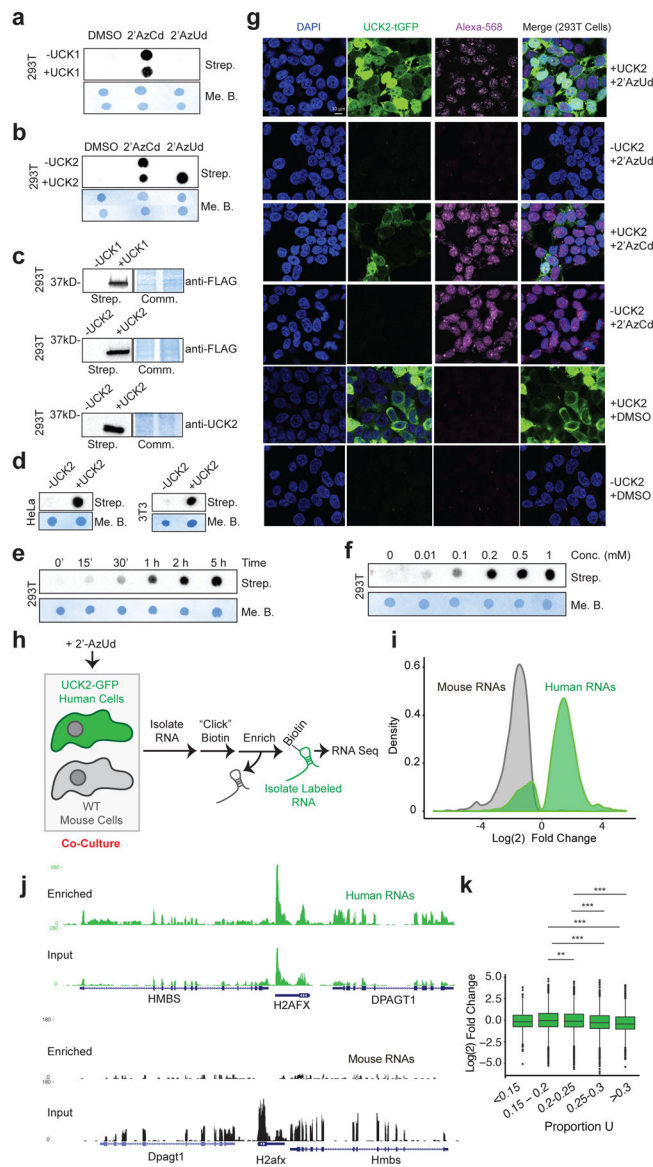 a
DMSO 2'AzCd 2'AzUd
293T
-UCK1
+UCK1
Strep.
Me. B.
b
DMSO 2'AzCd 2'AzUd
293T
-UCK2
+UCK2
Strep.
Me. B.
c
-UCK1 +UCK1
293T
37kD-
anti-FLAG
Strep. Comm.
-UCK2 +UCK2
293T
37kD-
anti-FLAG
Strep. Comm.
-UCK2 +UCK2
293T
37kD-
anti-UCK2
Strep. Comm.
d
-UCK2 +UCK2
HeLa
Strep.
Me. B.
-UCK2 +UCK2
3T3
Strep.
Me. B.
e
0' 15' 30' 1 h 2 h 5 h Time
293T
Strep.
Me. B.
f
0 0.01 0.1 0.2 0.5 1 Conc. (mM)
293T
Strep.
Me. B.
g
DAPI UCK2-tGFP Alexa-568 Merge (293T Cells)
10 µm
+UCK2
+2'AzUd
-UCK2
+2'AzUd
+UCK2
+2'AzCd
-UCK2
+2'AzCd
+UCK2
+DMSO
-UCK2
+DMSO
h
+ 2'-AzUd
UCK2-GFP
Human Cells
WT
Mouse Cells
Co-Culture
Isolate
RNA
"Click"
Biotin
Enrich
Biotin
Isolate Labeled
RNA
RNA Seq
i
Mouse RNAs Human RNAs
Density
0.6
0.4
0.2
0
-4 0 4
Log(2) Fold Change
j
Enriched
Human RNAs
Input
HMBS H2AFX DPAGT1
180
Enriched
Mouse RNAs
0
180
Input
0
Dpagt1 H2afx Hmbs
k
***
***
***
***
**
Log(2) Fold Change
5.0
2.5
0.0
−2.5
−5.0
<0.15 0.15 – 0.2 0.2-0.25 0.25-0.3 >0.3
Proportion U